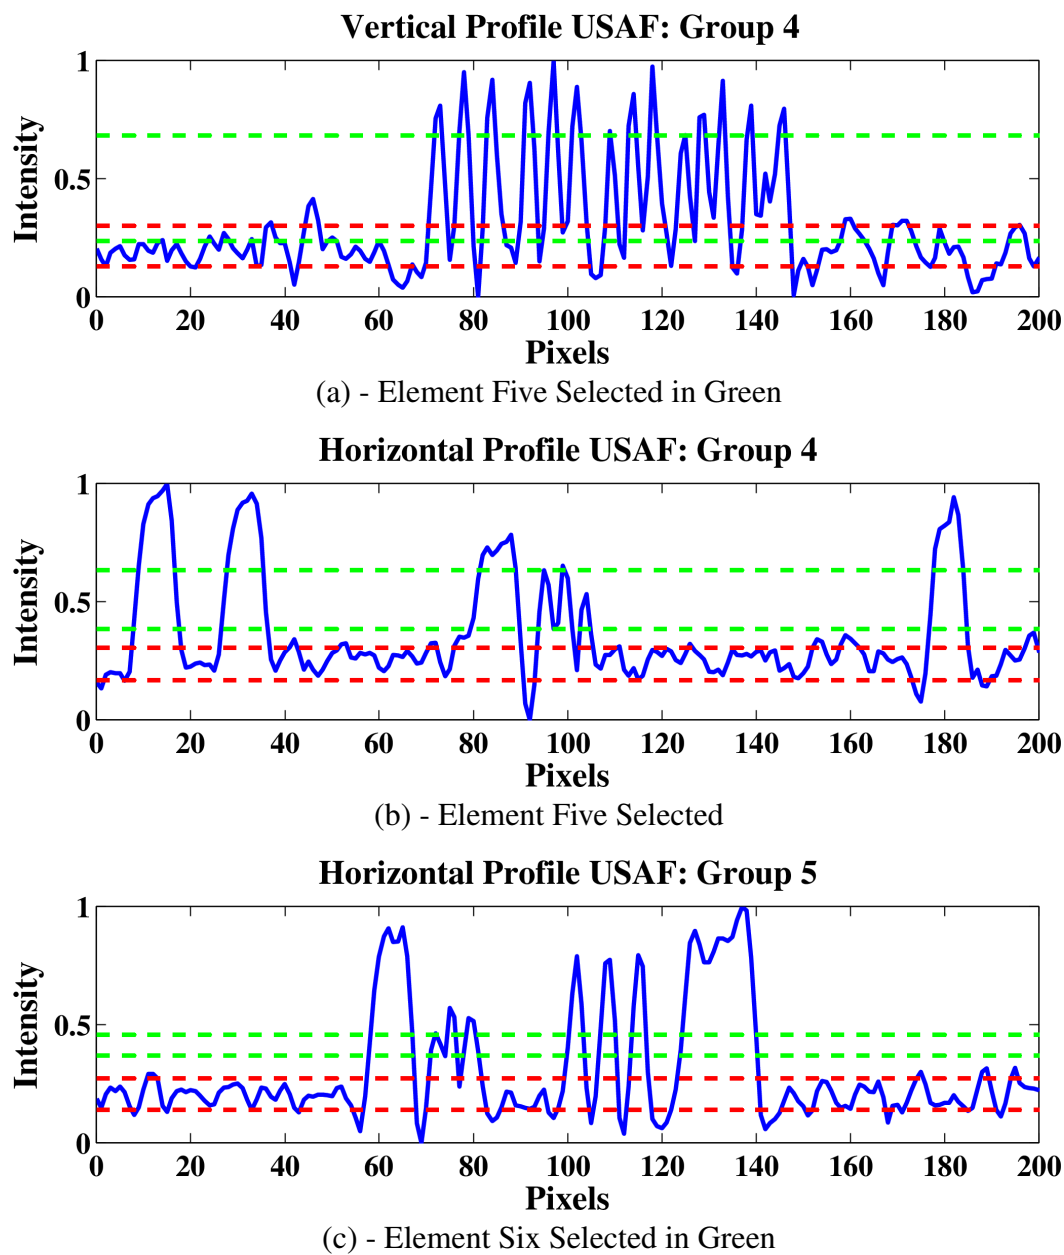 Vertical Profile USAF: Group 4
1
0.5
0
Intensity
0 20 40 60 80 100 120 140 160 180 200
Pixels
(a) - Element Five Selected in Green
Horizontal Profile USAF: Group 4
1
0.5
0
Intensity
0 20 40 60 80 100 120 140 160 180 200
Pixels
(b) - Element Five Selected
Horizontal Profile USAF: Group 5
1
0.5
0
Intensity
0 20 40 60 80 100 120 140 160 180 200
Pixels
(c) - Element Six Selected in Green